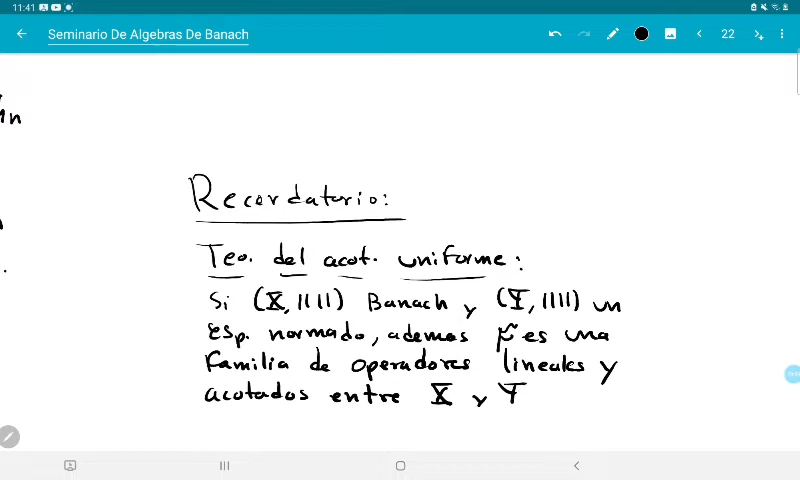 11:41
Seminario De Algebras De Banach
22
Recordatorio:
Teo. del acot. uniforme:
Si (X, ||||) Banach y (Y, ||||) un
esp. normado, ademas F es una
Familia de operadores lineales y
acotados entre X y Y